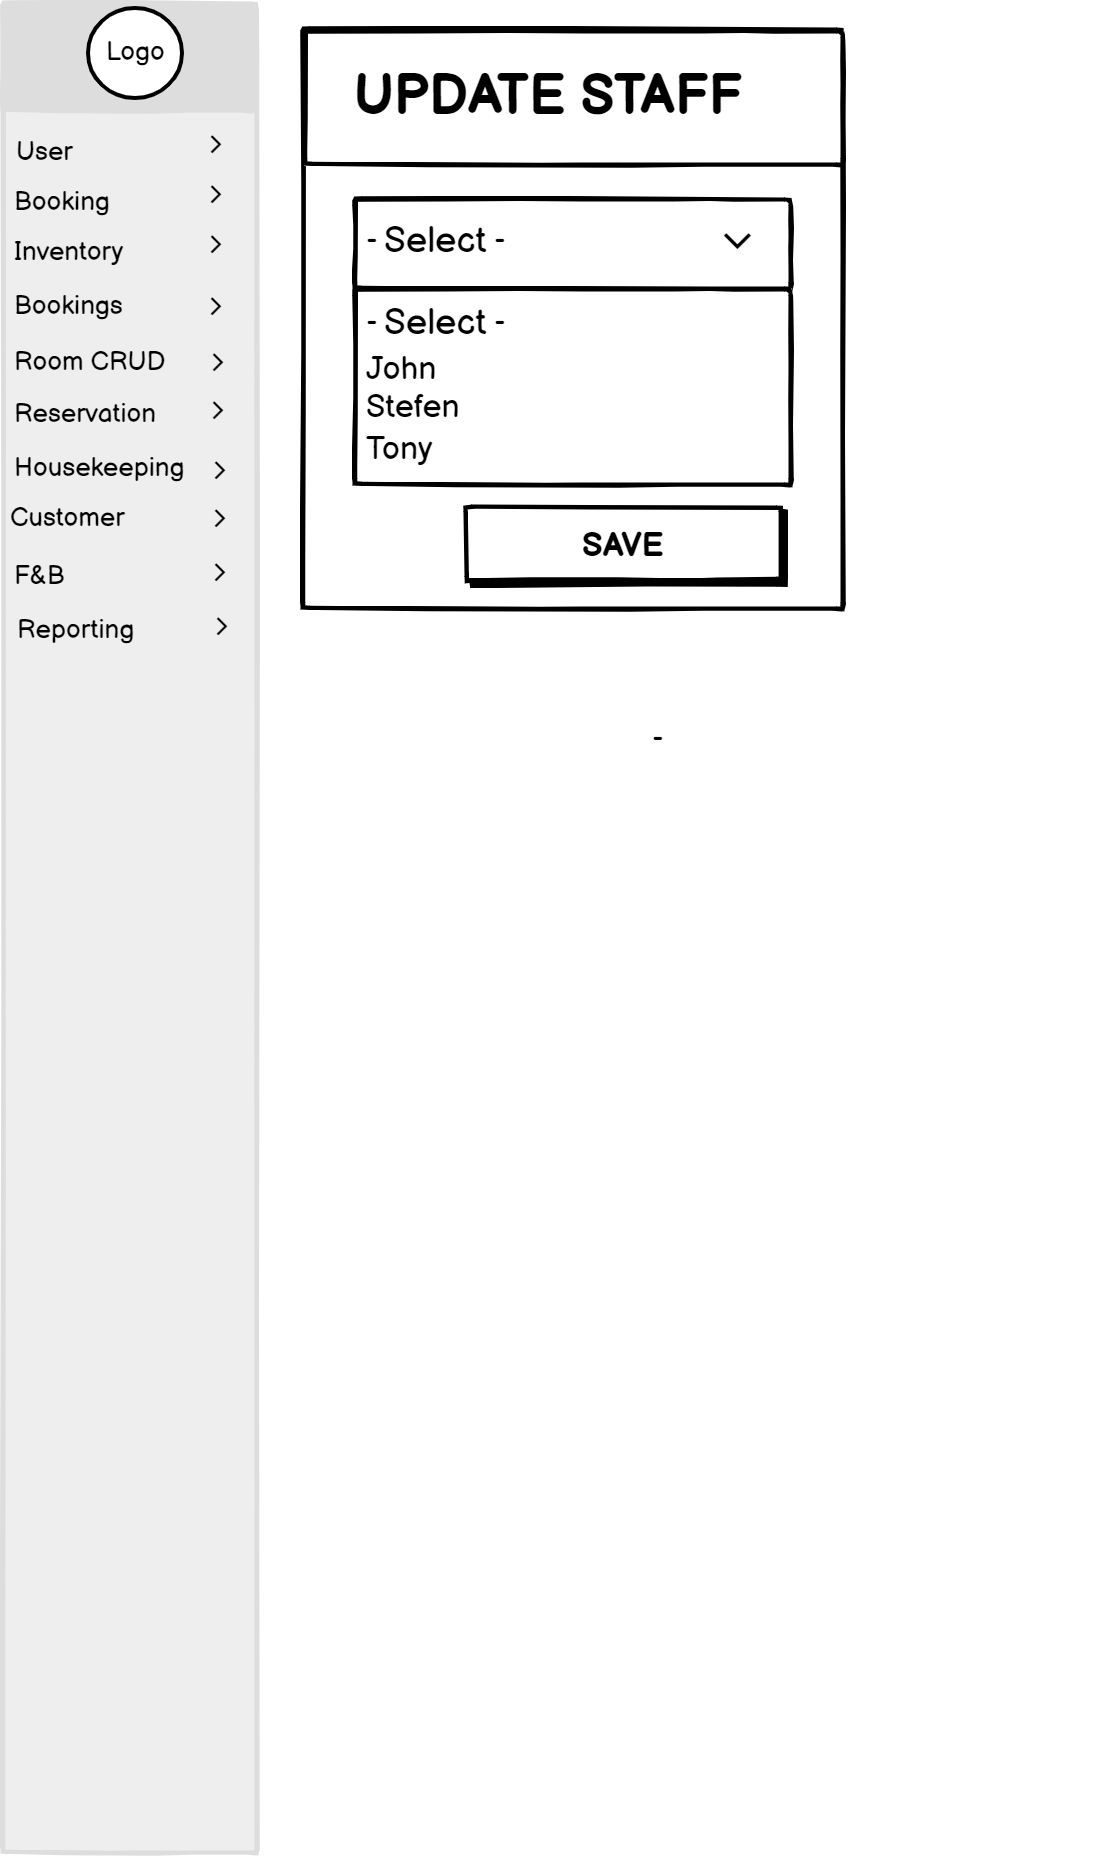 Logo
User
Booking
Inventory
Bookings
Room CRUD
Reservation
Housekeeping
Customer
F&B
Reporting
UPDATE STAFF
- Select -
- Select -
John
Stefen
Tony
SAVE
-